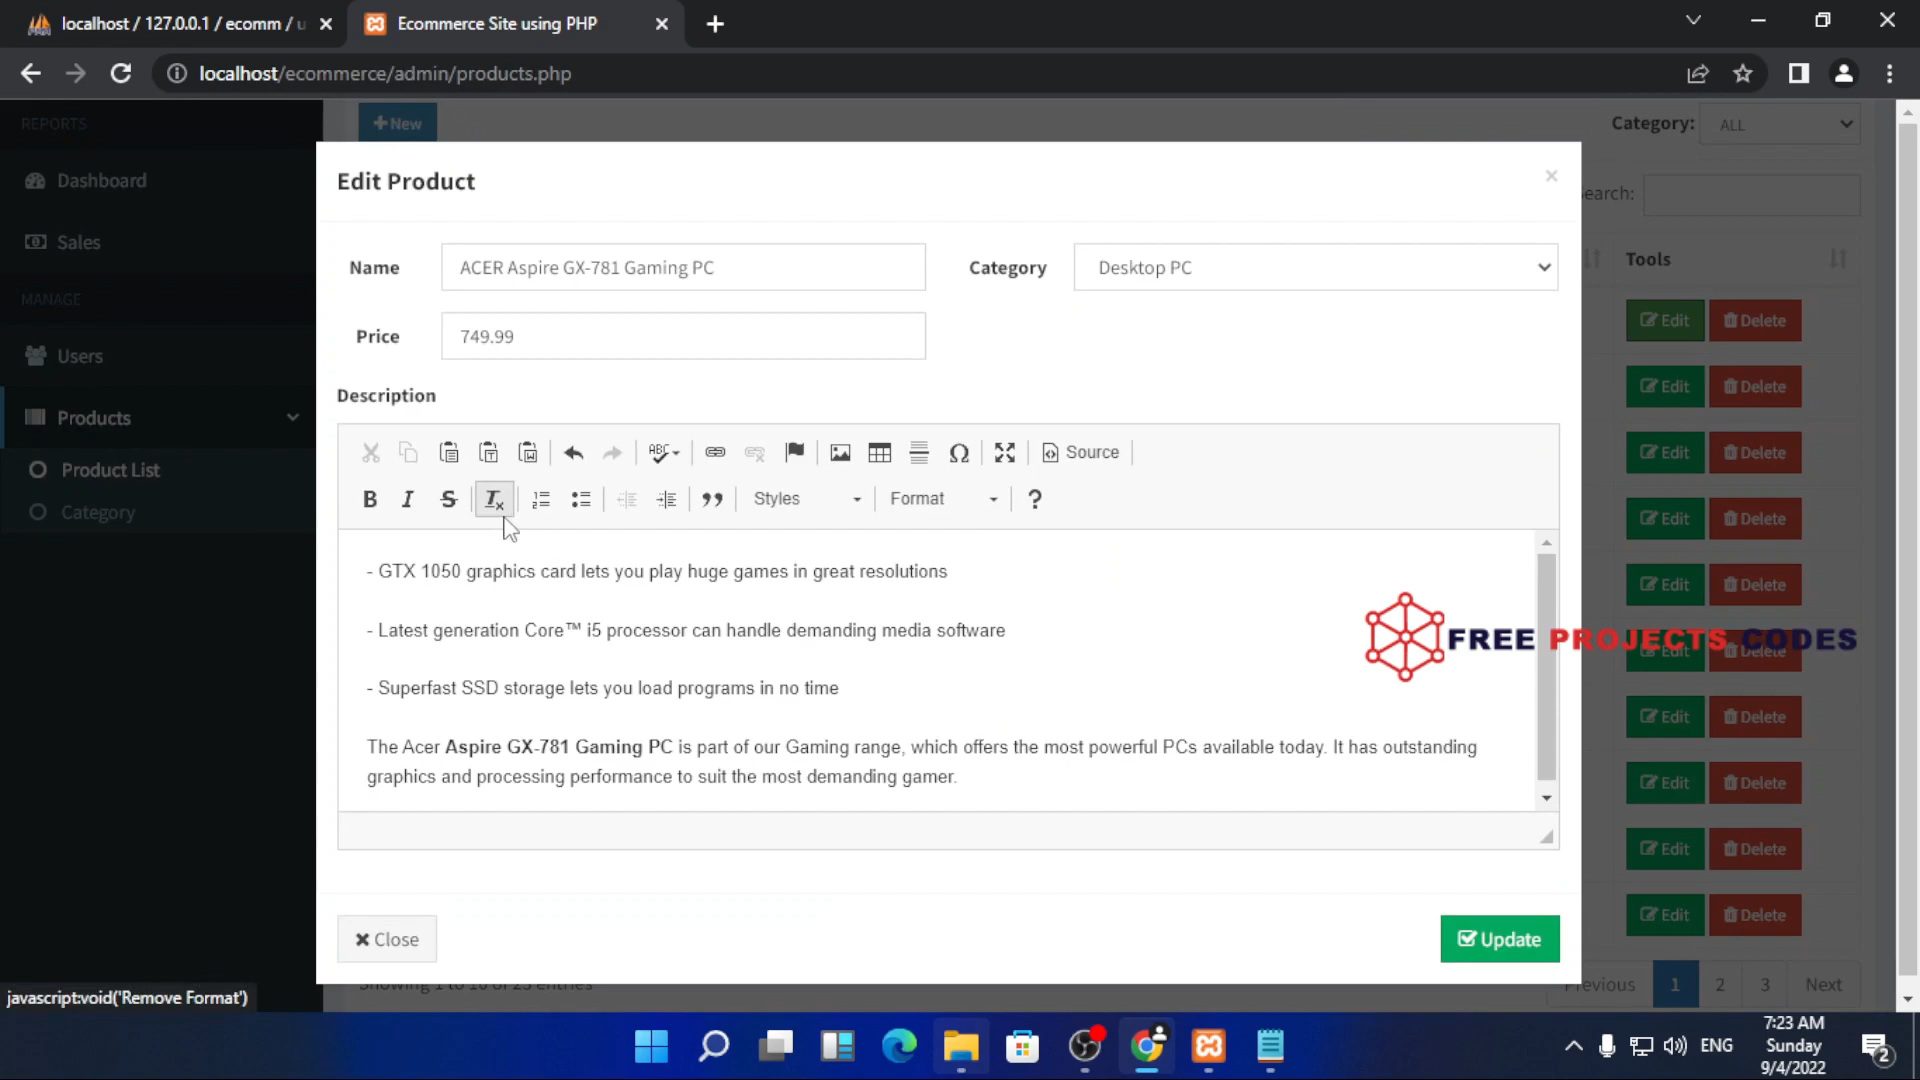 localhost / 127.0.0.1 / ecomm / u
Ecommerce Site using PHP
localhost/ecommerce/admin/products.php
REPORTS
New
Category: ALL
Dashboard
Edit Product
Search:
Sales
Name ACER Aspire GX-781 Gaming PC Category Desktop PC
Tools
MANAGE
Price 749.99
Edit Delete
Users
Edit Delete
Description
Products
Source
Edit Delete
Product List
Styles Format ?
Category
Edit Delete
- GTX 1050 graphics card lets you play huge games in great resolutions
Edit Delete
- Latest generation Core™ i5 processor can handle demanding media software
FREE PROJECTS CODES
Edit Delete
- Superfast SSD storage lets you load programs in no time
Edit Delete
The Acer Aspire GX-781 Gaming PC is part of our Gaming range, which offers the most powerful PCs available today. It has outstanding
graphics and processing performance to suit the most demanding gamer.
Edit Delete
Edit Delete
Edit Delete
Close
Update
Previous 1 2 3 Next
javascript:void('Remove Format')
ENG
7:23 AM
Sunday
9/4/2022
2